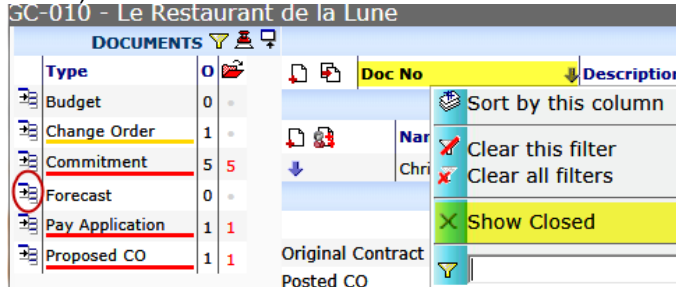 GC-010 - Le Restaurant de la Lune
DOCUMENTS
Type O
Budget 0
Change Order 1
Commitment 5 5
Forecast 0
Pay Application 1 1
Proposed CO 1 1
Doc No Description
Sort by this column
Clear this filter
Clear all filters
Show Closed
Original Contract
Posted CO